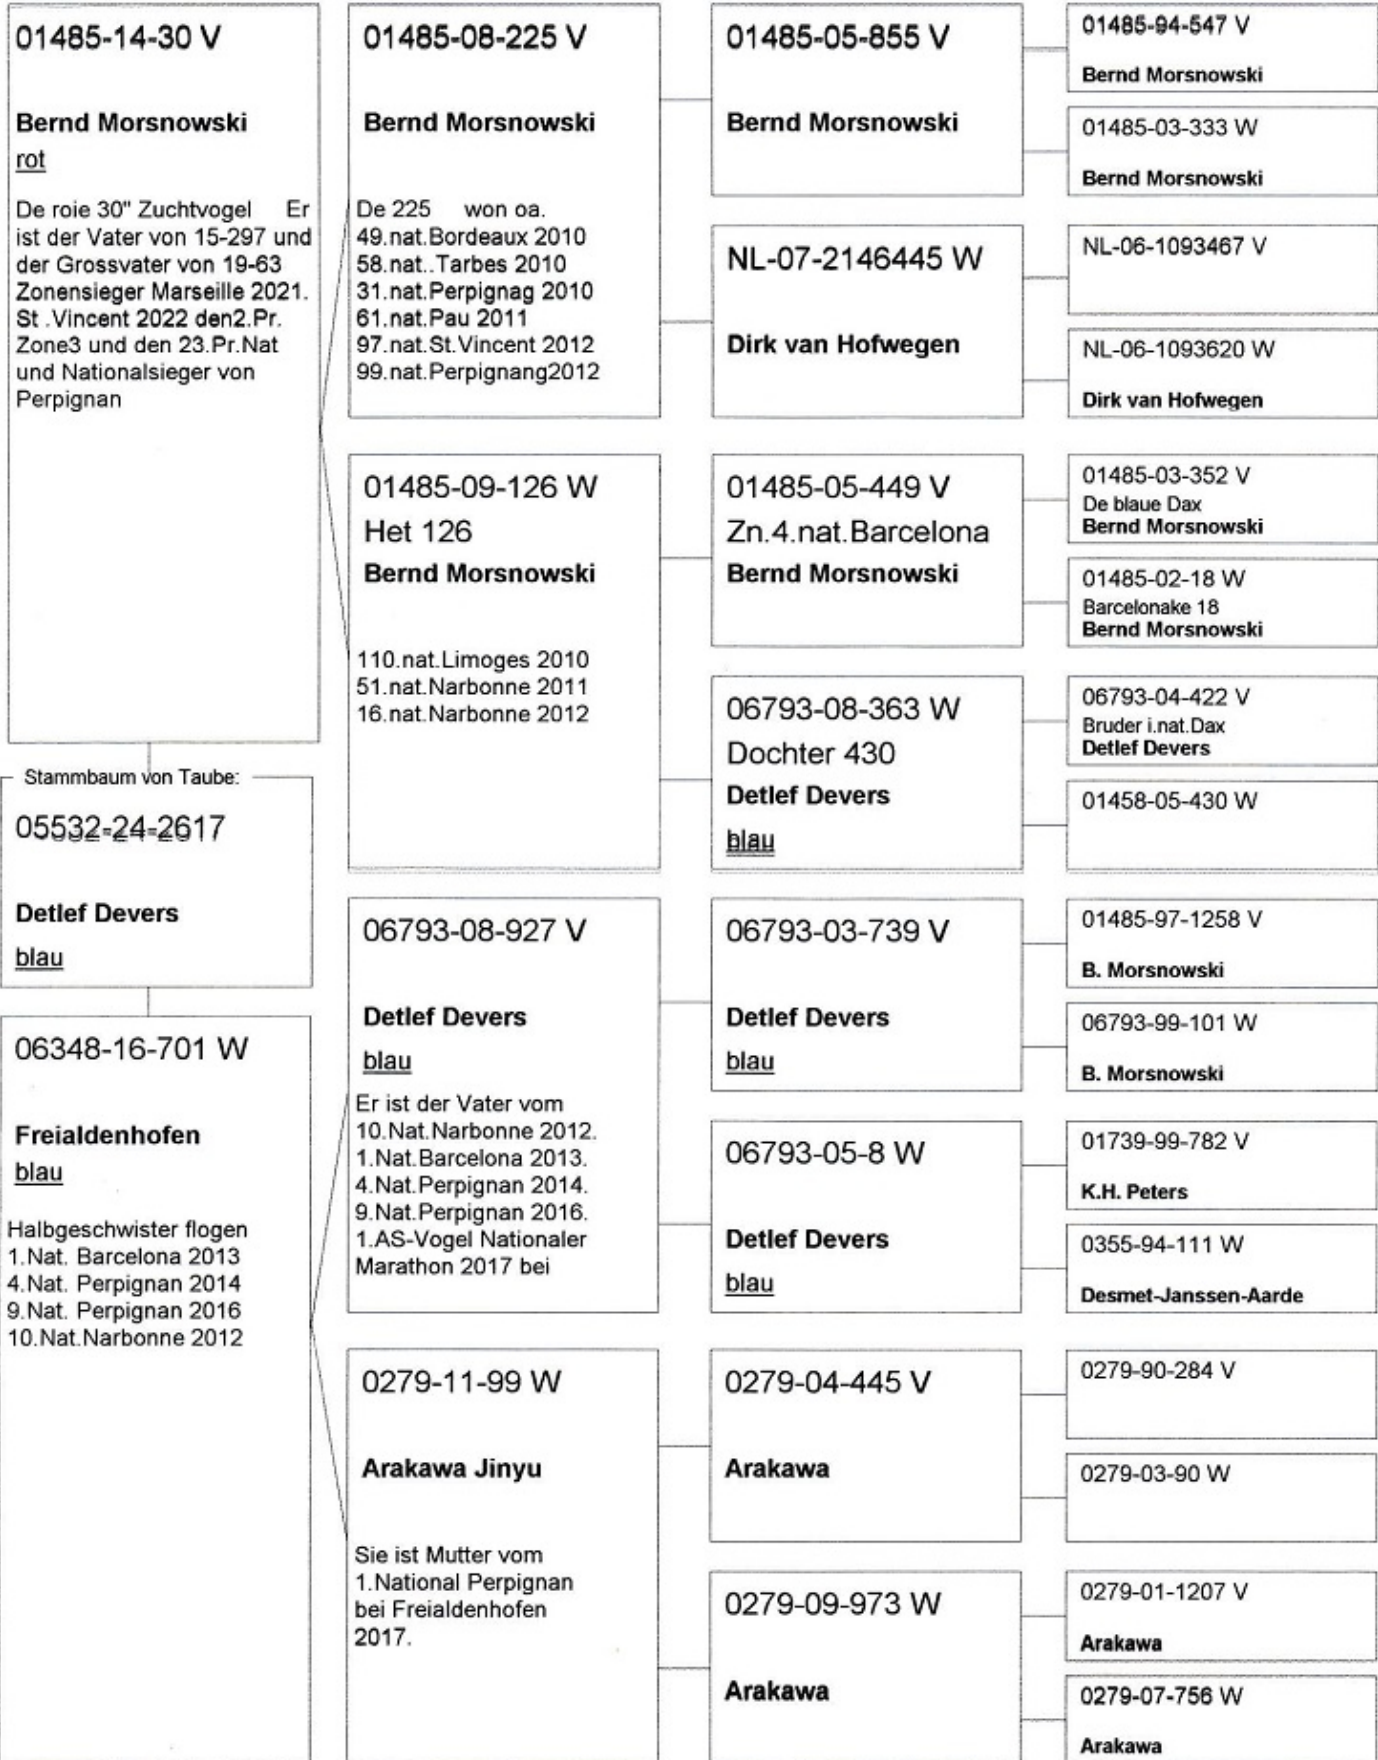 01485-14-30 V
Bernd Morsnowski
rot
De roie 30" Zuchtvogel Er
ist der Vater von 15-297 und
der Grossvater von 19-63
Zonensieger Marseille 2021.
St .Vincent 2022 den2.Pr.
Zone3 und den 23.Pr.Nat
und Nationalsieger von
Perpignan
Stammbaum von Taube:
05532-24-2617
Detlef Devers
blau
06348-16-701 W
Freialdenhofen
blau
Halbgeschwister flogen
1.Nat. Barcelona 2013
4.Nat. Perpignan 2014
9.Nat. Perpignan 2016
10.Nat.Narbonne 2012
01485-08-225 V
Bernd Morsnowski
De 225 won oa.
49.nat.Bordeaux 2010
58.nat..Tarbes 2010
31.nat.Perpignag 2010
61.nat.Pau 2011
97.nat.St.Vincent 2012
99.nat.Perpignang2012
01485-09-126 W
Het 126
Bernd Morsnowski
110.nat.Limoges 2010
51.nat.Narbonne 2011
16.nat.Narbonne 2012
06793-08-927 V
Detlef Devers
blau
Er ist der Vater vom
10.Nat.Narbonne 2012.
1.Nat.Barcelona 2013.
4.Nat.Perpignan 2014.
9.Nat.Perpignan 2016.
1.AS-Vogel Nationaler
Marathon 2017 bei
0279-11-99 W
Arakawa Jinyu
Sie ist Mutter vom
1.National Perpignan
bei Freialdenhofen
2017.
01485-05-855 V
Bernd Morsnowski
NL-07-2146445 W
Dirk van Hofwegen
01485-05-449 V
Zn.4.nat.Barcelona
Bernd Morsnowski
06793-08-363 W
Dochter 430
Detlef Devers
blau
06793-03-739 V
Detlef Devers
blau
06793-05-8 W
Detlef Devers
blau
0279-04-445 V
Arakawa
0279-09-973 W
Arakawa
01485-94-547 V
Bernd Morsnowski
01485-03-333 W
Bernd Morsnowski
NL-06-1093467 V
NL-06-1093620 W
Dirk van Hofwegen
01485-03-352 V
De blaue Dax
Bernd Morsnowski
01485-02-18 W
Barcelonake 18
Bernd Morsnowski
06793-04-422 V
Bruder i.nat.Dax
Detlef Devers
01458-05-430 W
01485-97-1258 V
B. Morsnowski
06793-99-101 W
B. Morsnowski
01739-99-782 V
K.H. Peters
0355-94-111 W
Desmet-Janssen-Aarde
0279-90-284 V
0279-03-90 W
0279-01-1207 V
Arakawa
0279-07-756 W
Arakawa